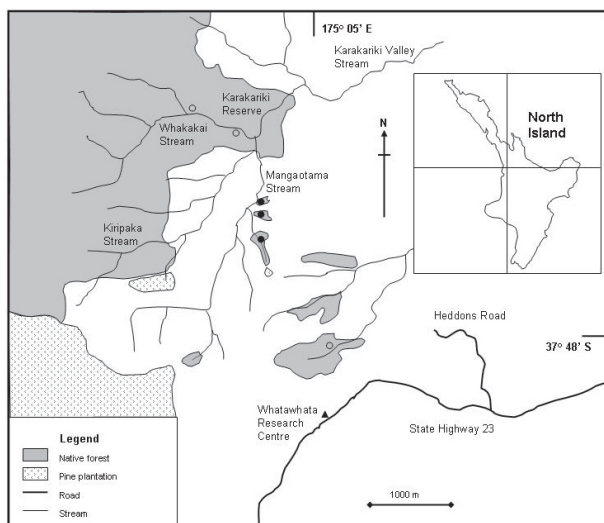 175° 05' E
Karakariki Valley
Stream
Karakariki
Reserve
Whakakai
Stream
N
North
Island
Mangaotama
Stream
Kiripaka
Stream
Heddons Road
37° 48' S
Whatawhata
Research
Centre
State Highway 23
Legend
Native forest
Pine plantation
Road
Stream
1000 m